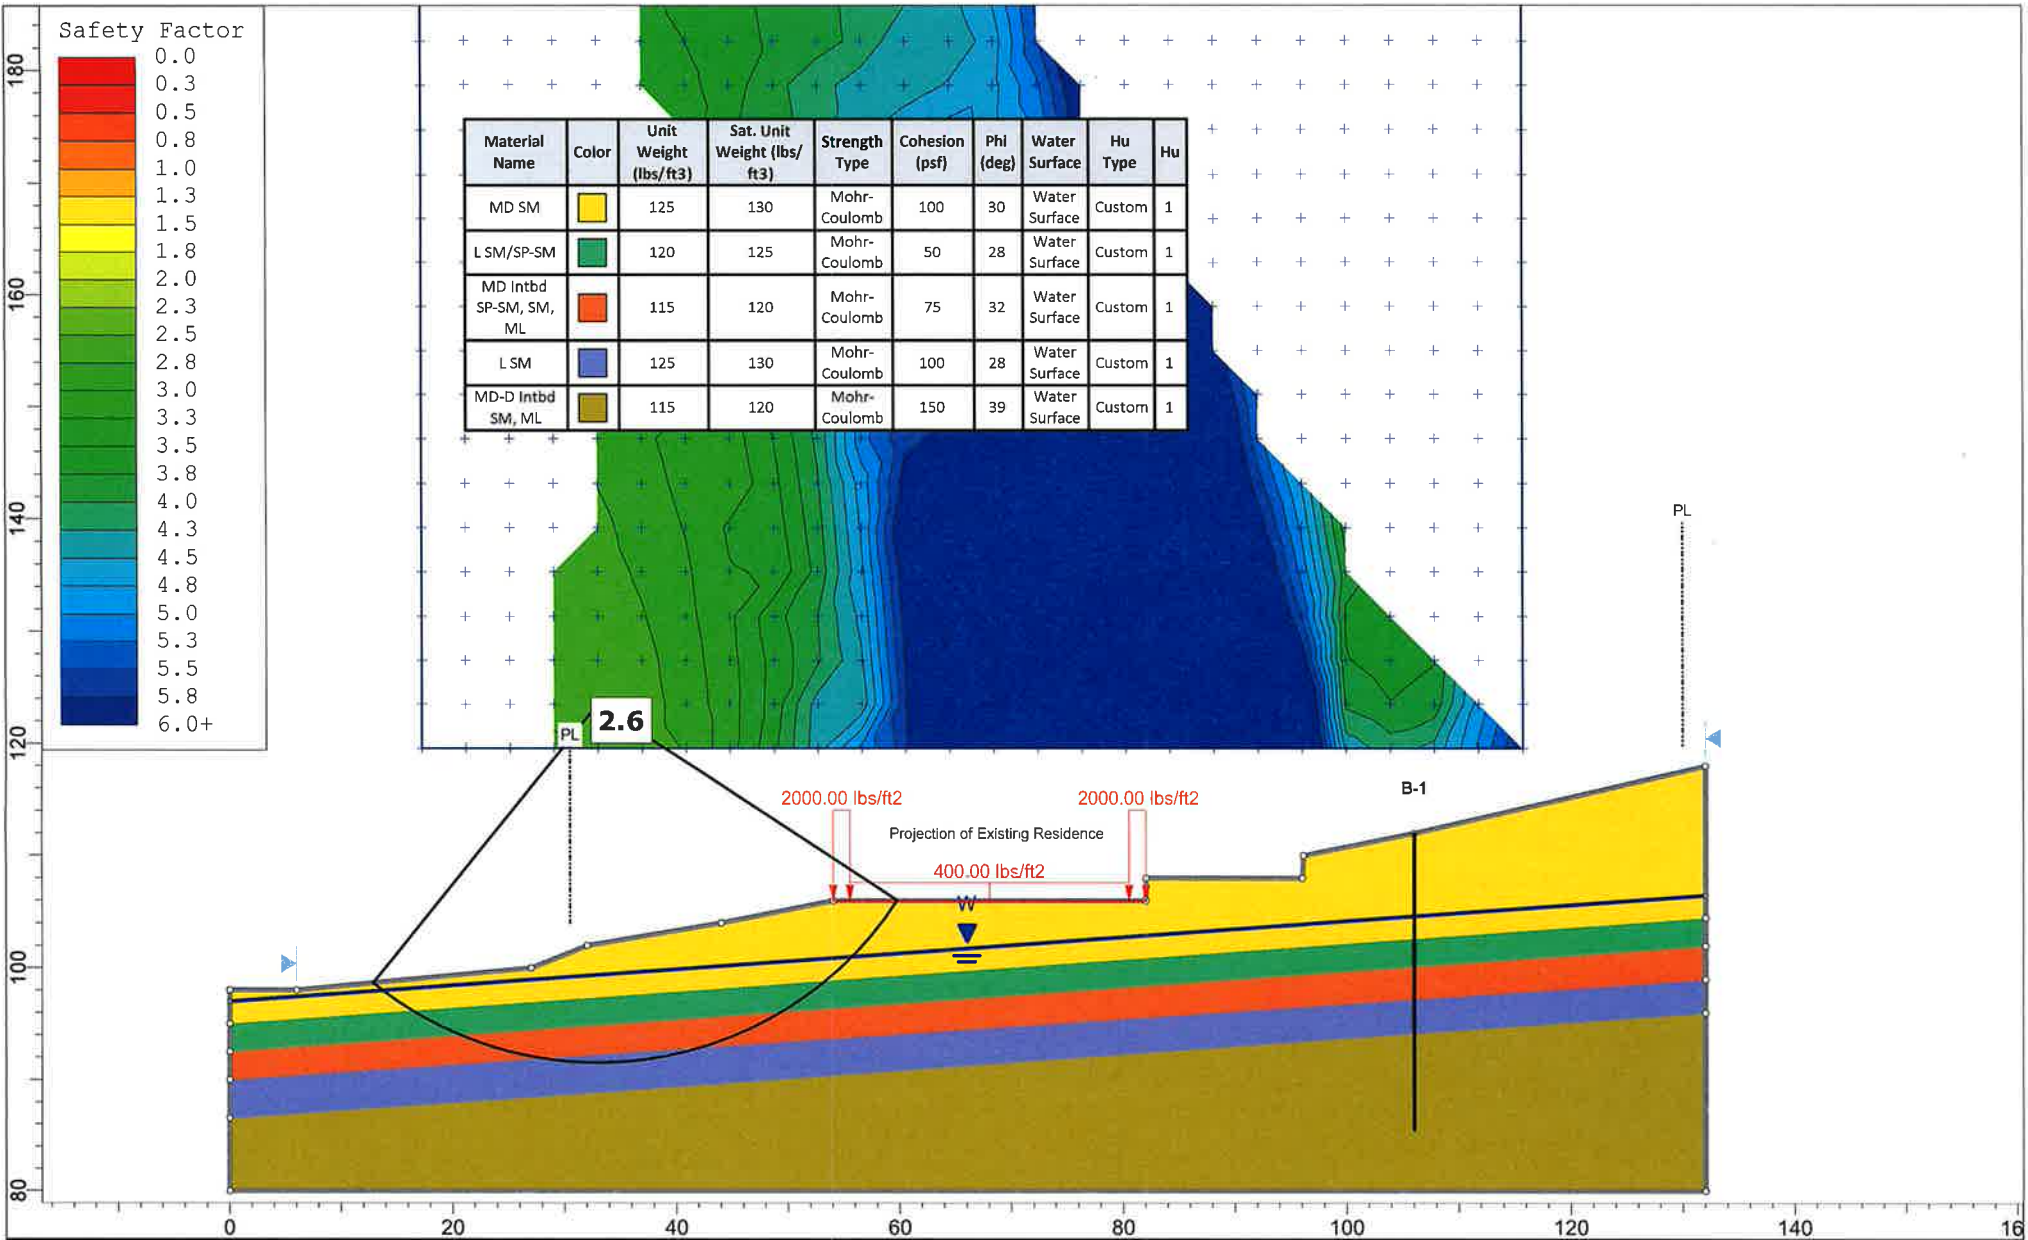 Safety Factor
0.0
0.3
0.5
0.8
1.0
1.3
1.5
1.8
2.0
2.3
2.5
2.8
3.0
3.3
3.5
3.8
4.0
4.3
4.5
4.8
5.0
5.3
5.5
5.8
6.0+
180
160
140
120
100
80
Material Name Color Unit Weight (lbs/ft3) Sat. Unit Weight (lbs/ft3) Strength Type Cohesion (psf) Phi (deg) Water Surface Hu Type Hu
MD SM 125 130 Mohr-Coulomb 100 30 Water Surface Custom 1
L SM/SP-SM 120 125 Mohr-Coulomb 50 28 Water Surface Custom 1
MD Intbd SP-SM, SM, ML 115 120 Mohr-Coulomb 75 32 Water Surface Custom 1
L SM 125 130 Mohr-Coulomb 100 28 Water Surface Custom 1
MD-D Intbd SM, ML 115 120 Mohr-Coulomb 150 39 Water Surface Custom 1
PL
2.6
PL
2000.00 lbs/ft2
2000.00 lbs/ft2
B-1
Projection of Existing Residence
400.00 lbs/ft2
W
0 20 40 60 80 100 120 140 16